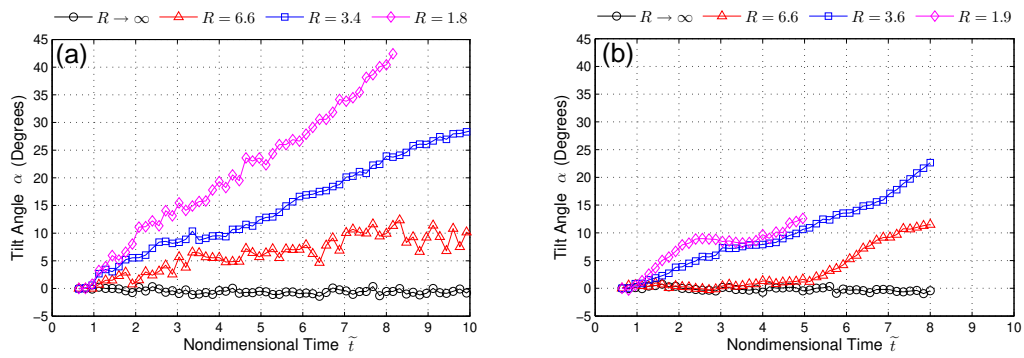 R → ∞ R = 6.6 R = 3.4 R = 1.8
(a)
45
40
35
30
25
20
15
10
5
0
−5
0 1 2 3 4 5 6 7 8 9 10
Tilt Angle α (Degrees)
Nondimensional Time t̃
R → ∞ R = 6.6 R = 3.6 R = 1.9
(b)
45
40
35
30
25
20
15
10
5
0
−5
0 1 2 3 4 5 6 7 8 9 10
Tilt Angle α (Degrees)
Nondimensional Time t̃